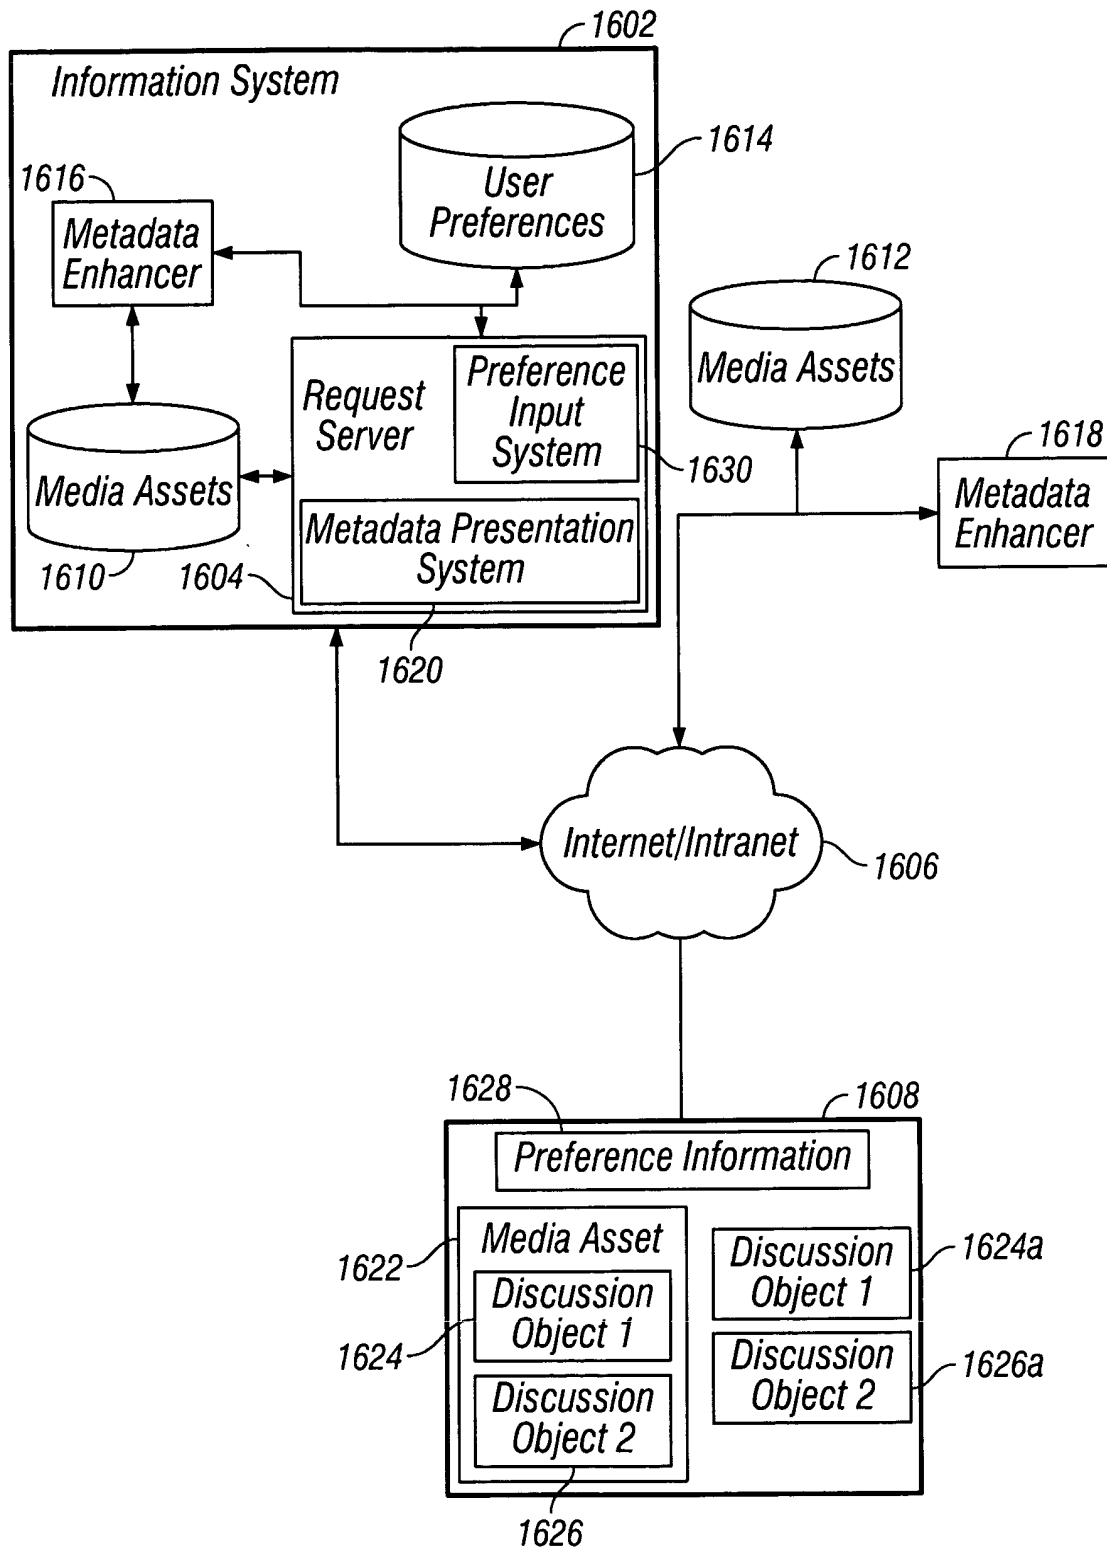 1602
Information System
1614
User
Preferences
1616
Metadata
Enhancer
1612
Media Assets
Preference
Input
System
Request
Server
1630
1618
Metadata
Enhancer
Media Assets
Metadata Presentation
System
1610
1604
1620
Internet/Intranet
1606
1628
1608
Preference Information
1622
Media Asset
Discussion
Object 1
1624
Discussion
Object 2
1626
Discussion
Object 1
1624a
Discussion
Object 2
1626a